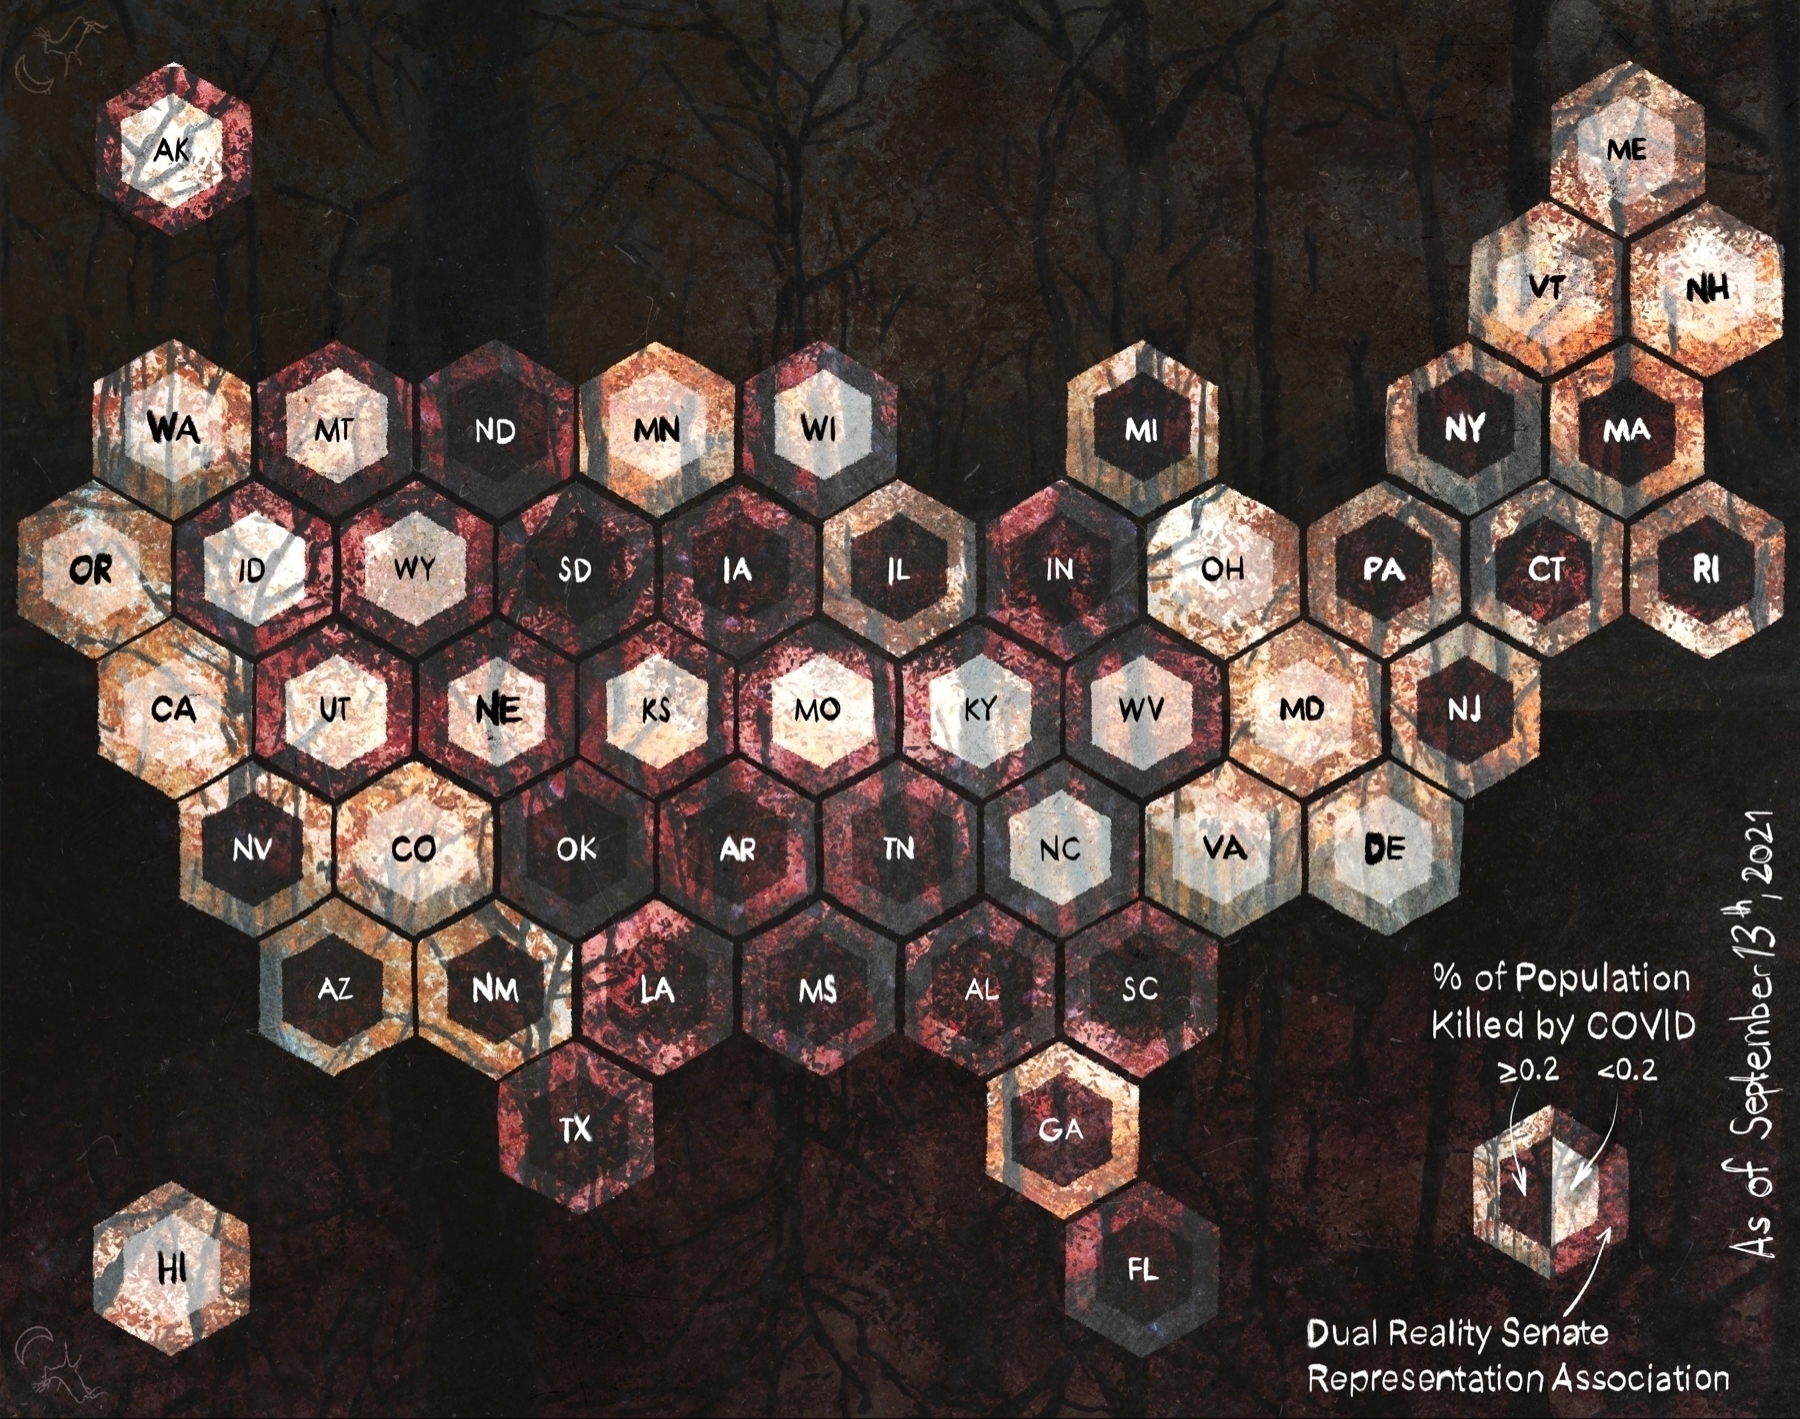 AK
ME
VT
NH
WA
MT
ND
MN
WI
MI
NY
MA
OR
ID
WY
SD
IA
IL
IN
OH
PA
CT
RI
CA
UT
NE
KS
MO
KY
WV
MD
NJ
NV
CO
OK
AR
TN
NC
VA
DE
AZ
NM
LA
MS
AL
SC
TX
GA
HI
FL
% of Population
Killed by COVID
≥0.2 <0.2
Dual Reality Senate
Representation Association
As of September 13th, 2021